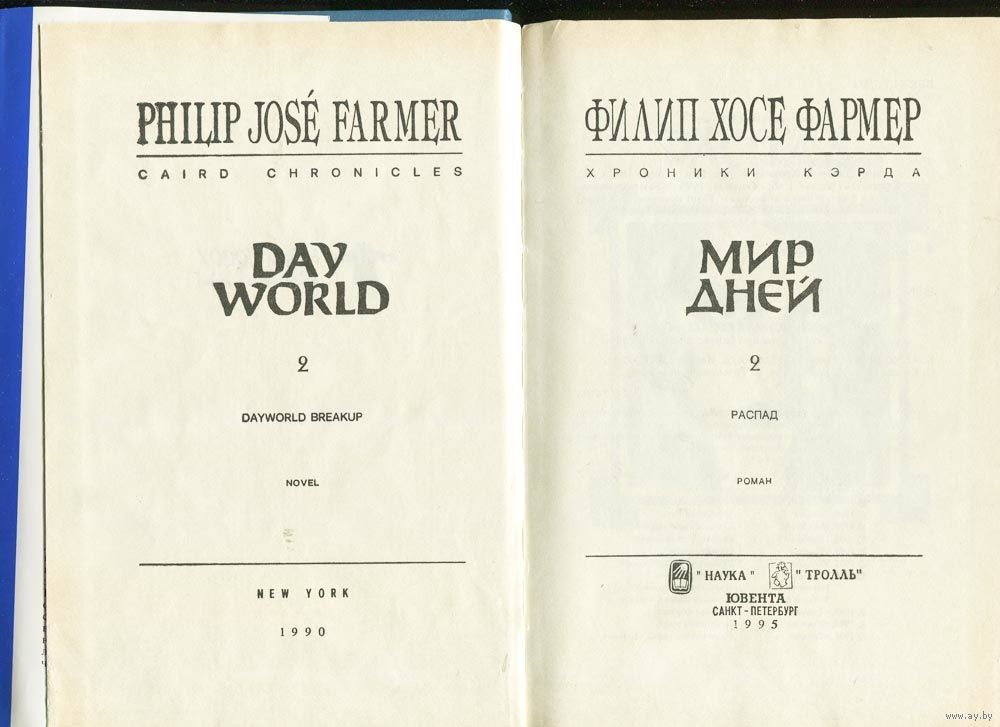 PHILIP JOSÉ FARMER
CAIRD CHRONICLES
DAY
WORLD
2
DAYWORLD BREAKUP
NOVEL
NEW YORK
1990
ФИЛИП ХОСЕ ФАРМЕР
ХРОНИКИ КЭРДА
МИР
ДНЕЙ
2
РАСПАД
РОМАН
"НАУКА" "ТРОЛЛЬ"
ЮВЕНТА
САНКТ-ПЕТЕРБУРГ
1995
www.ay.by